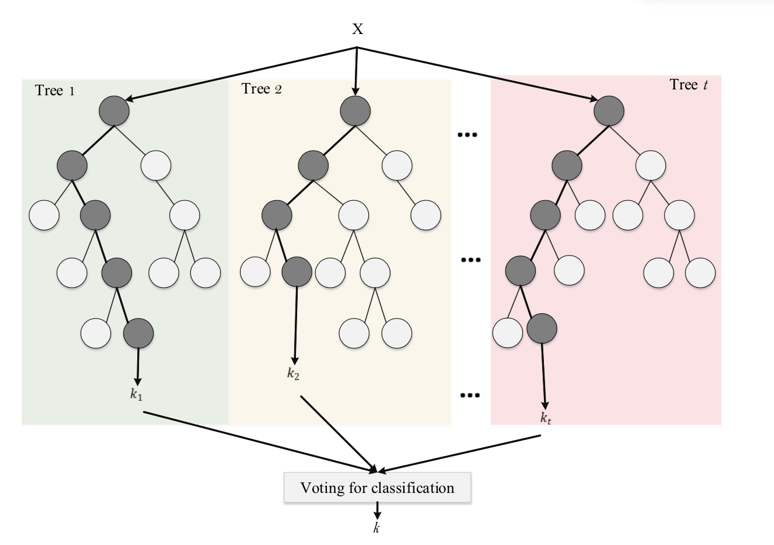 X
Tree 1
Tree 2
Tree t
...
...
...
k₁
k₂
kₜ
Voting for classification
k